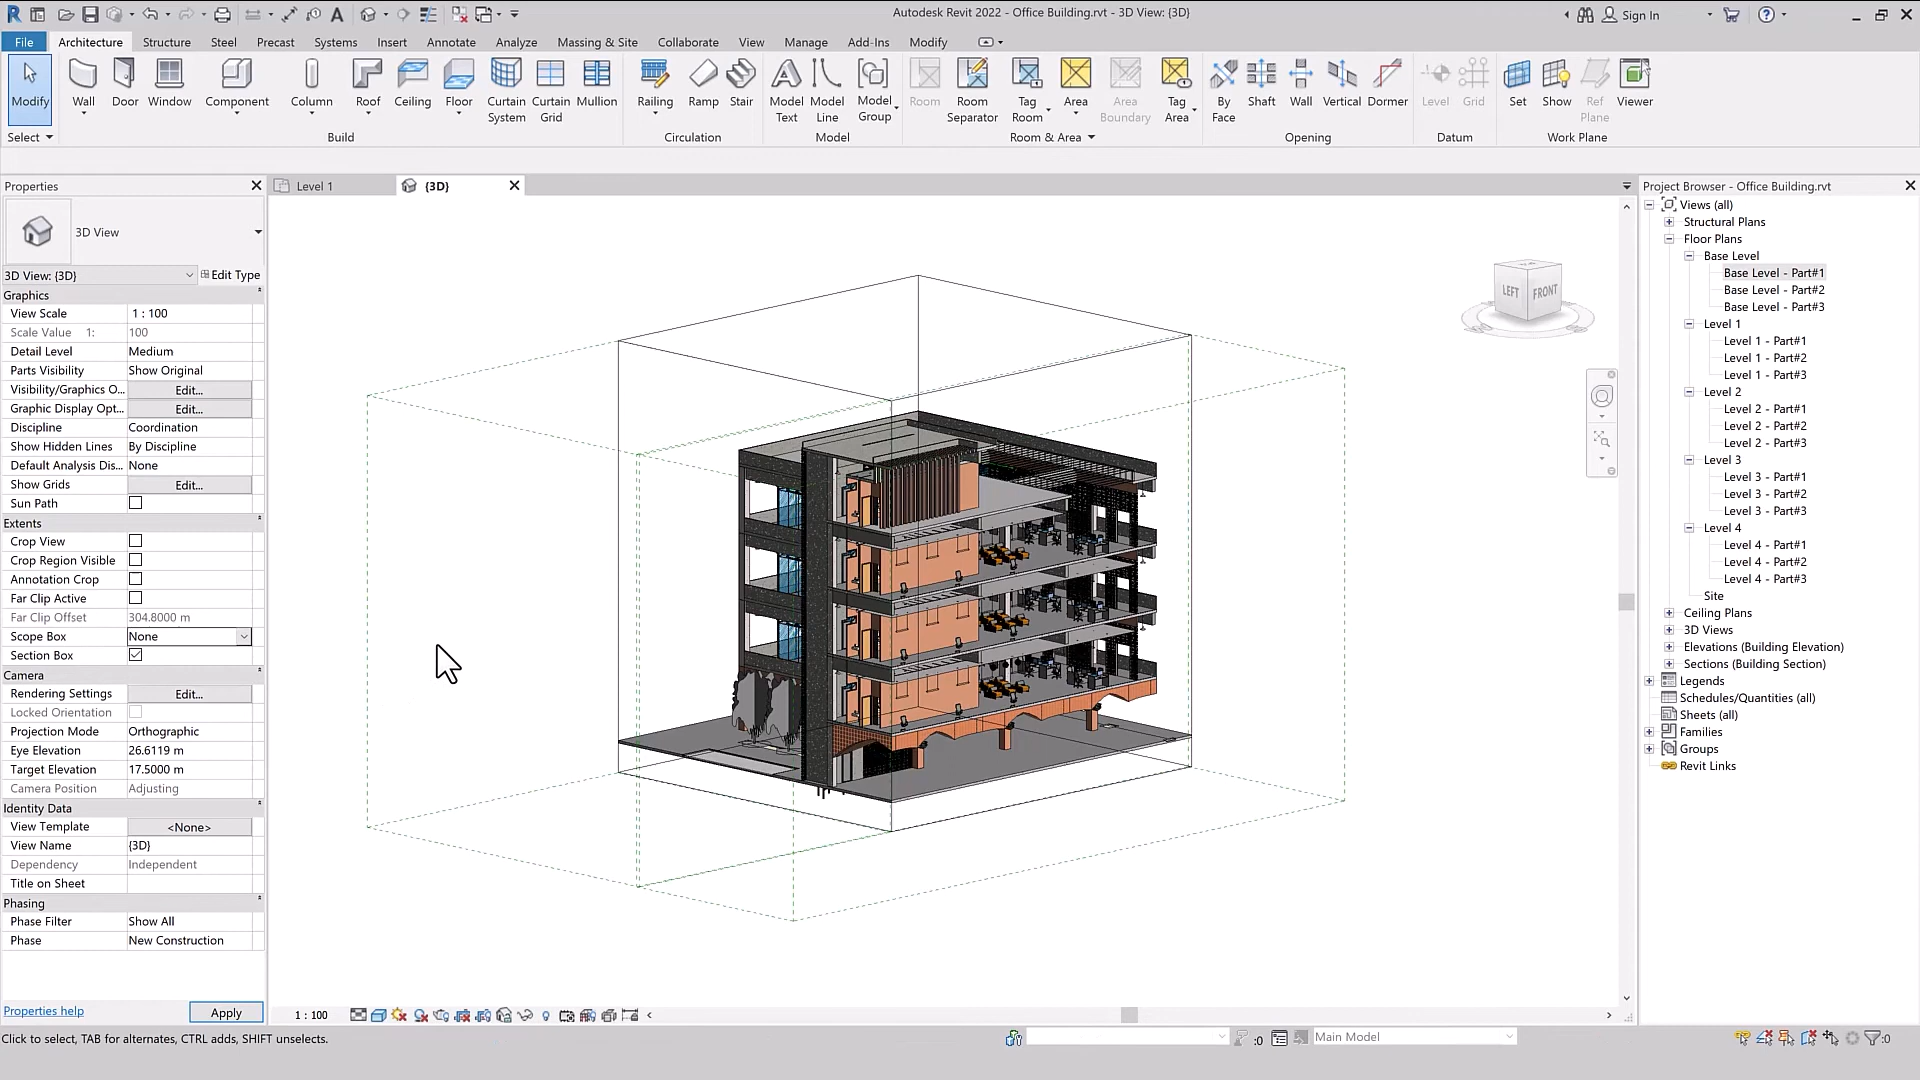 Autodesk Revit 2022 - Office Building.rvt - 3D View: {3D}
Sign In
File
Architecture
Structure
Steel
Precast
Systems
Insert
Annotate
Analyze
Massing & Site
Collaborate
View
Manage
Add-Ins
Modify
Modify
Wall
Door
Window
Component
Column
Roof
Ceiling
Floor
Curtain
System
Curtain
Grid
Mullion
Railing
Ramp
Stair
Model
Text
Model
Line
Model
Group
Room
Room
Separator
Tag
Room
Area
Area
Boundary
Tag
Area
By
Face
Shaft
Wall
Vertical
Dormer
Level
Grid
Set
Show
Ref
Plane
Viewer
Select
Build
Circulation
Model
Room & Area
Opening
Datum
Work Plane
Properties
3D View
3D View: {3D}
Edit Type
Graphics
View Scale 1 : 100
Scale Value 1: 100
Detail Level Medium
Parts Visibility Show Original
Visibility/Graphics O... Edit...
Graphic Display Opt... Edit...
Discipline Coordination
Show Hidden Lines By Discipline
Default Analysis Dis... None
Show Grids Edit...
Sun Path
Extents
Crop View
Crop Region Visible
Annotation Crop
Far Clip Active
Far Clip Offset 304.8000 m
Scope Box None
Section Box
Camera
Rendering Settings Edit...
Locked Orientation
Projection Mode Orthographic
Eye Elevation 26.6119 m
Target Elevation 17.5000 m
Camera Position Adjusting
Identity Data
View Template <None>
View Name {3D}
Dependency Independent
Title on Sheet
Phasing
Phase Filter Show All
Phase New Construction
Properties help
Apply
Level 1
{3D}
LEFT
FRONT
1 : 100
Project Browser - Office Building.rvt
Views (all)
Structural Plans
Floor Plans
Base Level
Base Level - Part#1
Base Level - Part#2
Base Level - Part#3
Level 1
Level 1 - Part#1
Level 1 - Part#2
Level 1 - Part#3
Level 2
Level 2 - Part#1
Level 2 - Part#2
Level 2 - Part#3
Level 3
Level 3 - Part#1
Level 3 - Part#2
Level 3 - Part#3
Level 4
Level 4 - Part#1
Level 4 - Part#2
Level 4 - Part#3
Site
Ceiling Plans
3D Views
Elevations (Building Elevation)
Sections (Building Section)
Legends
Schedules/Quantities (all)
Sheets (all)
Families
Groups
Revit Links
Click to select, TAB for alternates, CTRL adds, SHIFT unselects.
:0
Main Model
:0